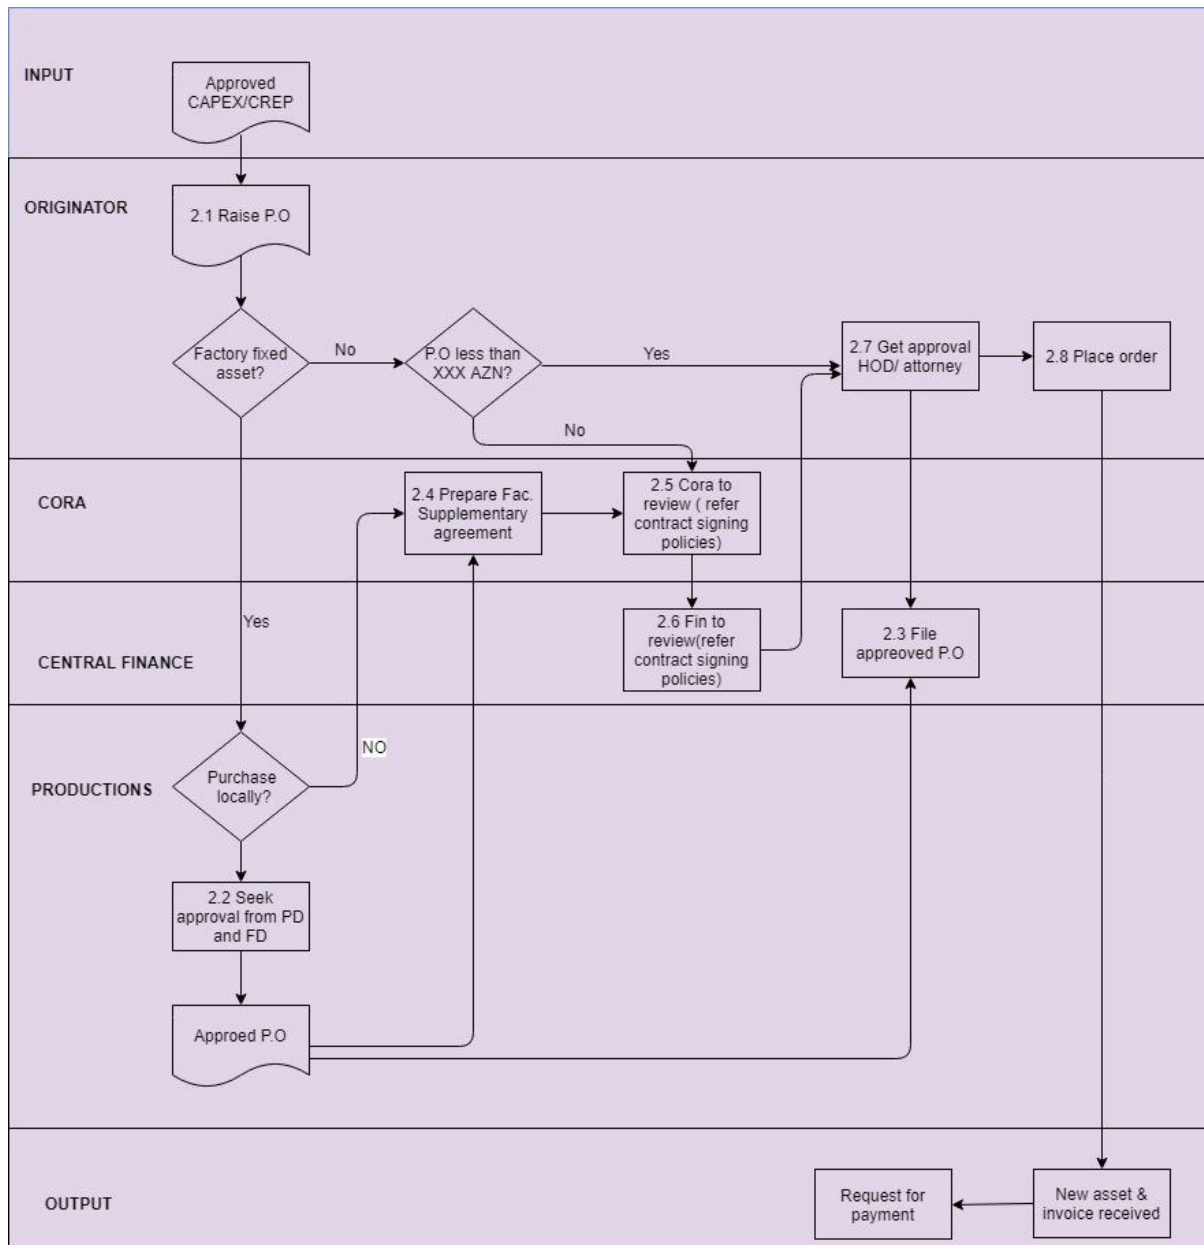 INPUT
Approved
CAPEX/CREP
ORIGINATOR
2.1 Raise P.O
Factory fixed
asset?
No
P.O less than
XXX AZN?
Yes
No
2.7 Get approval
HOD/ attorney
2.8 Place order
CORA
2.4 Prepare Fac.
Supplementary
agreement
2.5 Cora to
review ( refer
contract signing
policies)
Yes
CENTRAL FINANCE
2.6 Fin to
review(refer
contract signing
policies)
2.3 File
appreoved P.O
NO
PRODUCTIONS
Purchase
locally?
2.2 Seek
approval from PD
and FD
Approed P.O
OUTPUT
Request for
payment
New asset &
invoice received